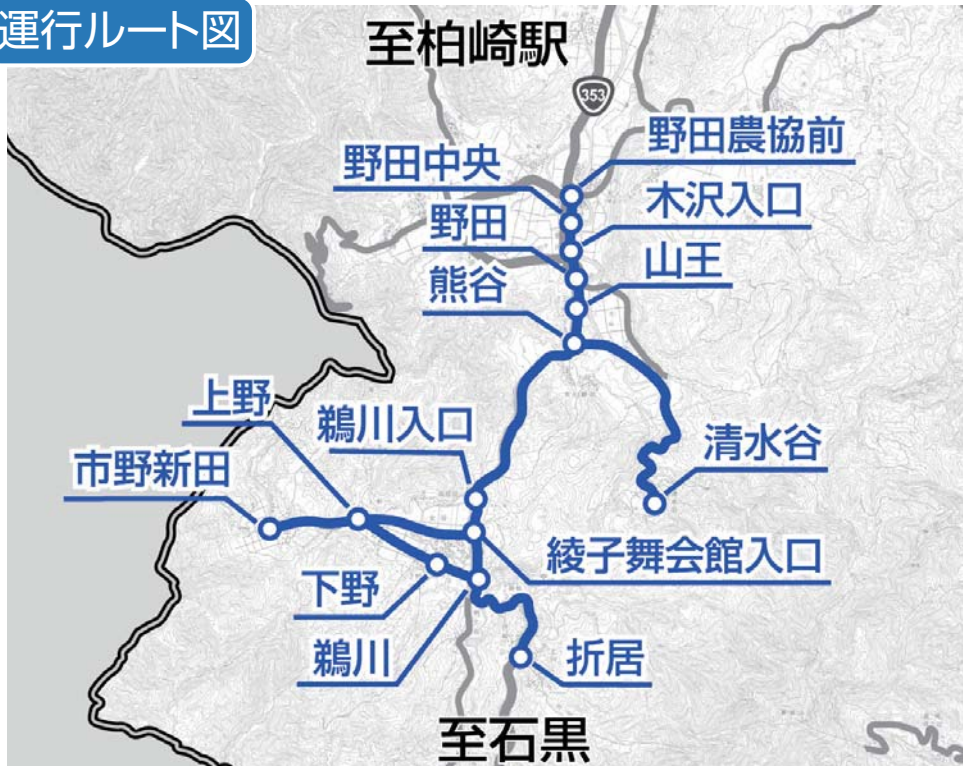 運行ルート図
至柏崎駅
353
野田農協前
野田中央
木沢入口
野田
山王
熊谷
上野
鵜川入口
清水谷
市野新田
綾子舞会館入口
下野
鵜川
折居
至石黒